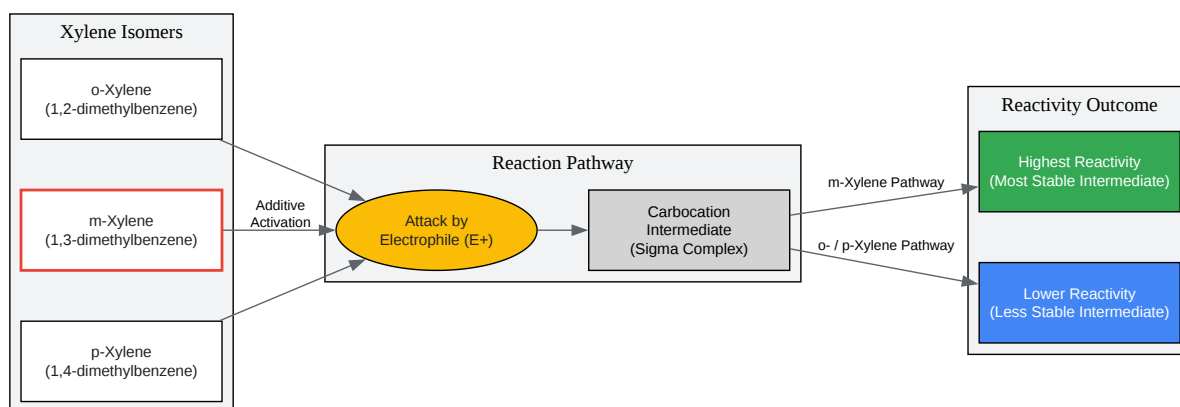 Xylene Isomers
o-Xylene
(1,2-dimethylbenzene)
m-Xylene
(1,3-dimethylbenzene)
p-Xylene
(1,4-dimethylbenzene)
Additive
Activation
Reaction Pathway
Attack by
Electrophile (E+)
Carbocation
Intermediate
(Sigma Complex)
m-Xylene Pathway
o- / p-Xylene Pathway
Reactivity Outcome
Highest Reactivity
(Most Stable Intermediate)
Lower Reactivity
(Less Stable Intermediate)